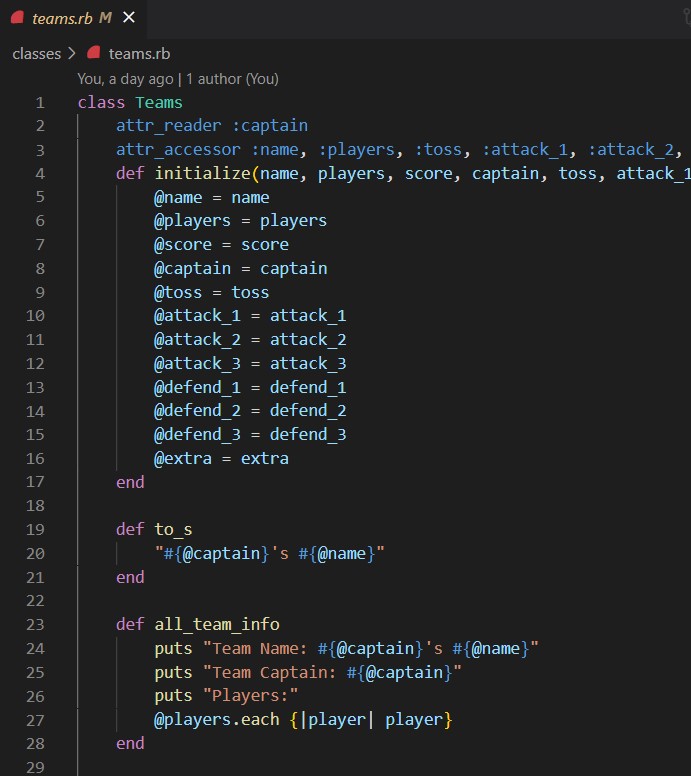 teams.rb M
classes > teams.rb
You, a day ago | 1 author (You)
1 class Teams
2 attr_reader :captain
3 attr_accessor :name, :players, :toss, :attack_1, :attack_2,
4 def initialize(name, players, score, captain, toss, attack_1
5 @name = name
6 @players = players
7 @score = score
8 @captain = captain
9 @toss = toss
10 @attack_1 = attack_1
11 @attack_2 = attack_2
12 @attack_3 = attack_3
13 @defend_1 = defend_1
14 @defend_2 = defend_2
15 @defend_3 = defend_3
16 @extra = extra
17 end
18
19 def to_s
20 "#{@captain}'s #{@name}"
21 end
22
23 def all_team_info
24 puts "Team Name: #{@captain}'s #{@name}"
25 puts "Team Captain: #{@captain}"
26 puts "Players:"
27 @players.each {|player| player}
28 end
29